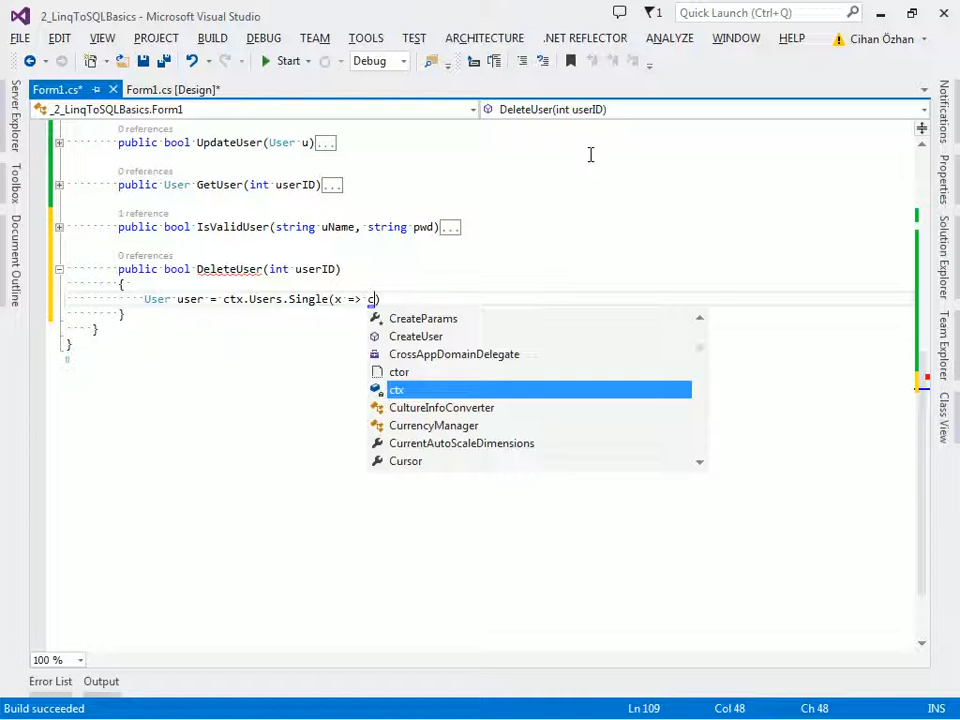 2_LinqToSQLBasics - Microsoft Visual Studio
1
Quick Launch (Ctrl+Q)
FILE EDIT VIEW PROJECT BUILD DEBUG TEAM TOOLS TEST ARCHITECTURE .NET REFLECTOR ANALYZE WINDOW HELP Cihan Özhan
Start Debug
Form1.cs* Form1.cs [Design]*
_2_LinqToSQLBasics.Form1 DeleteUser(int userID)
0 references
public bool UpdateUser(User u)...
0 references
public User GetUser(int userID)...
1 reference
public bool IsValidUser(string uName, string pwd)...
0 references
public bool DeleteUser(int userID)
{
User user = ctx.Users.Single(x => c)
}
}
}
CreateParams
CreateUser
CrossAppDomainDelegate
ctor
ctx
CultureInfoConverter
CurrencyManager
CurrentAutoScaleDimensions
Cursor
Server Explorer
Toolbox
Document Outline
Notifications
Properties
Solution Explorer
Team Explorer
Class View
100 %
Error List Output
Build succeeded Ln 109 Col 48 Ch 48 INS